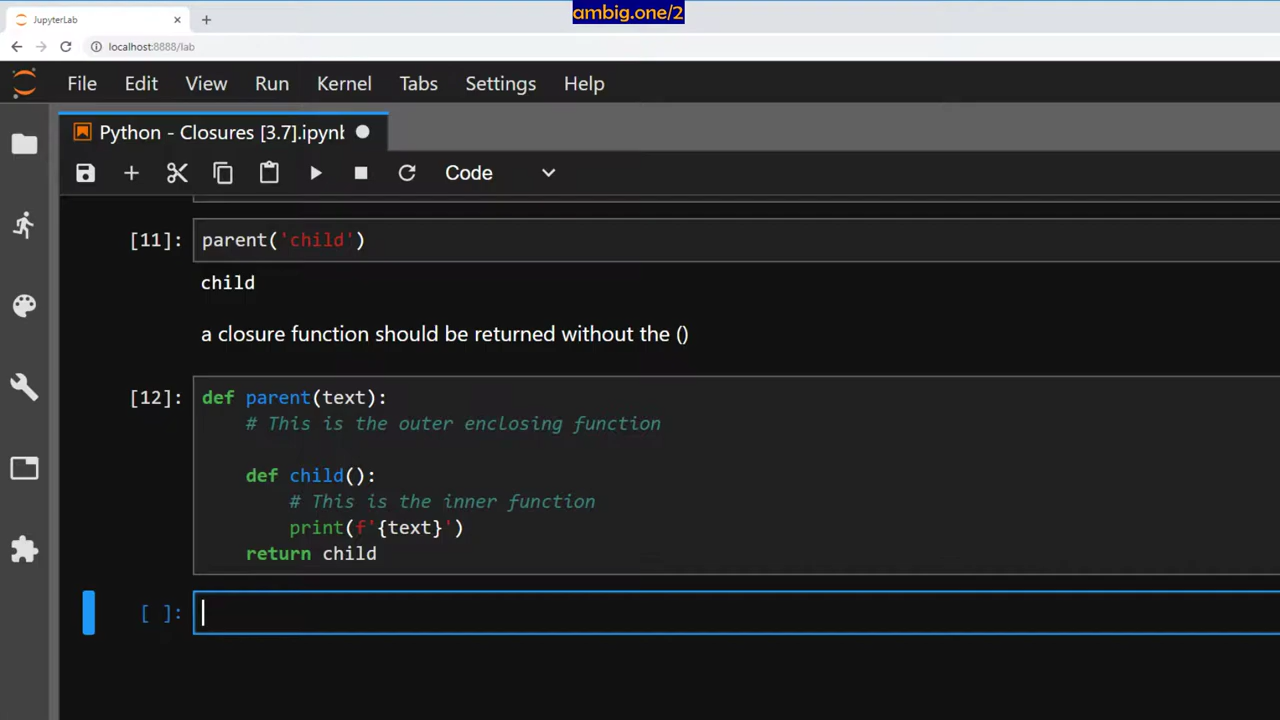 ambig.one/2
JupyterLab
localhost:8888/lab
File Edit View Run Kernel Tabs Settings Help
Python - Closures [3.7].ipynb
Code
[11]: parent('child')
child
a closure function should be returned without the ()
[12]: def parent(text):
# This is the outer enclosing function
def child():
# This is the inner function
print(f'{text}')
return child
[ ]: